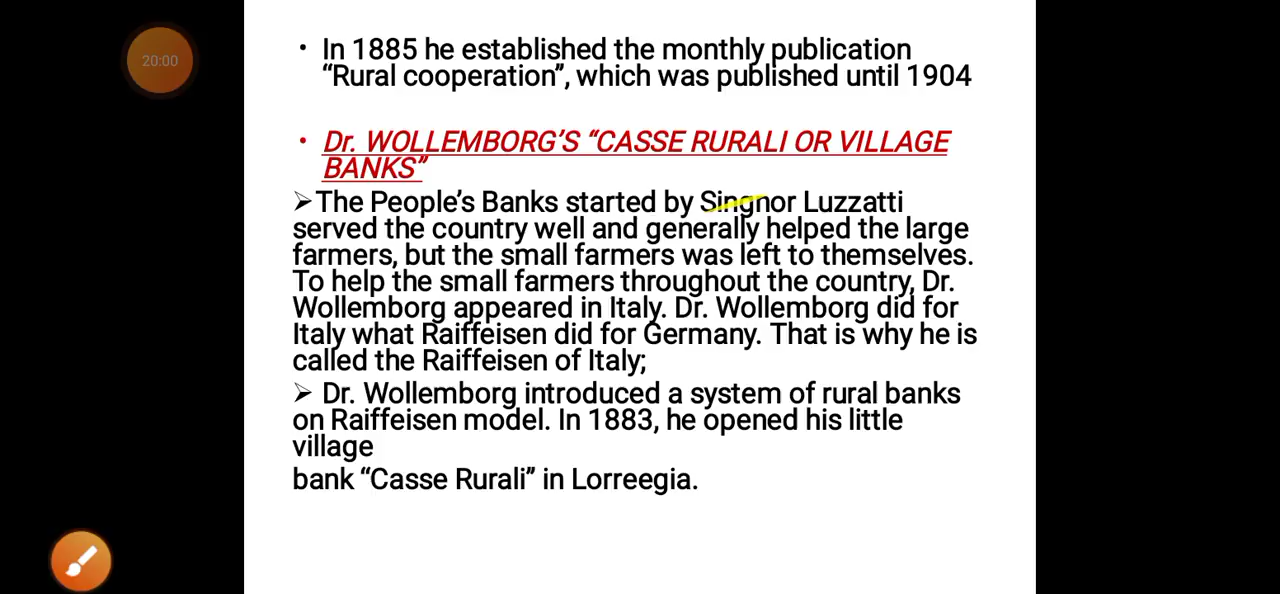 20:00
• In 1885 he established the monthly publication
“Rural cooperation”, which was published until 1904
• Dr. WOLLEMBORG’S “CASSE RURALI OR VILLAGE
BANKS”
➢The People’s Banks started by Singnor Luzzatti
served the country well and generally helped the large
farmers, but the small farmers was left to themselves.
To help the small farmers throughout the country, Dr.
Wollemborg appeared in Italy. Dr. Wollemborg did for
Italy what Raiffeisen did for Germany. That is why he is
called the Raiffeisen of Italy;
➢ Dr. Wollemborg introduced a system of rural banks
on Raiffeisen model. In 1883, he opened his little
village
bank “Casse Rurali” in Lorreegia.